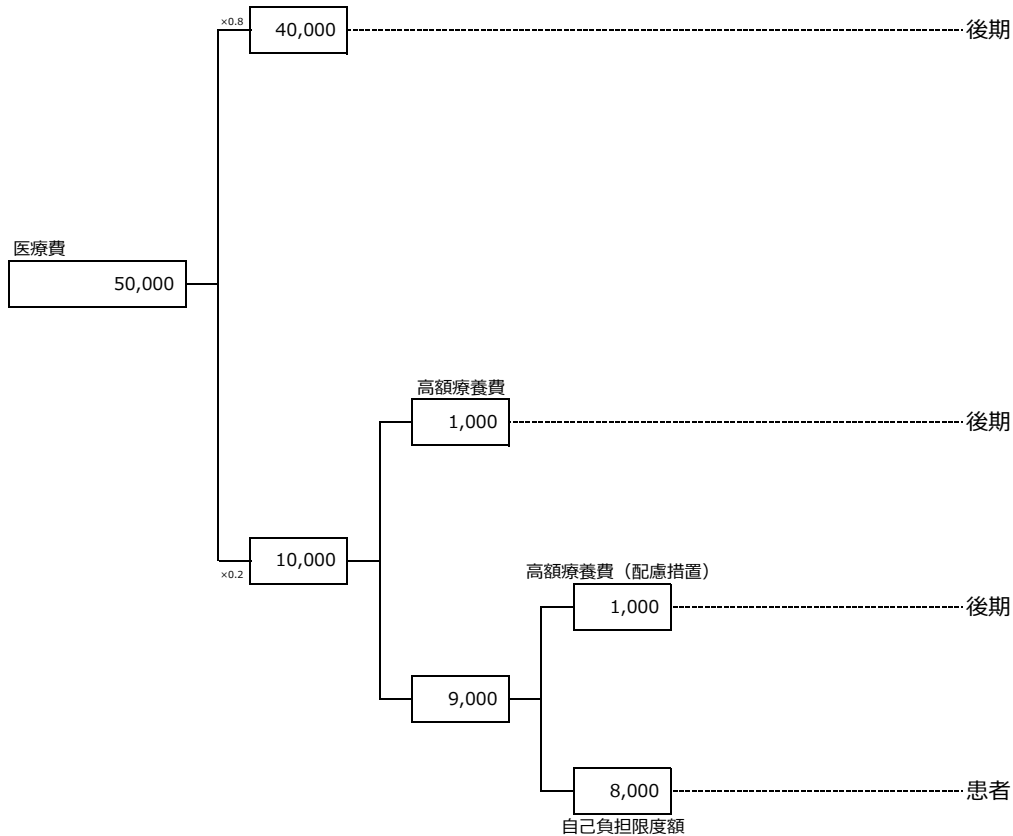 ×0.8
40,000
後期
医療費
50,000
高額療養費
1,000
後期
10,000
×0.2
高額療養費（配慮措置）
1,000
後期
9,000
8,000
患者
自己負担限度額